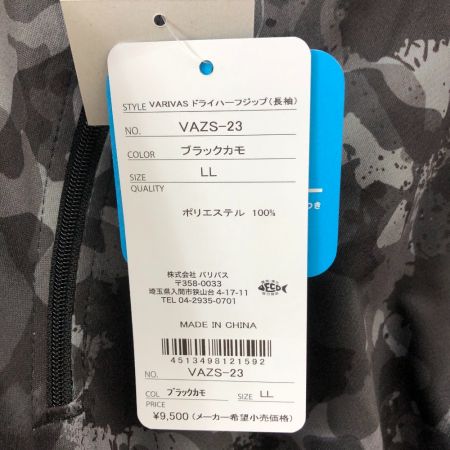 STYLE VARIVAS ドライハーフジップ(長袖)
NO. VAZS-23
COLOR ブラックカモ
SIZE LL
QUALITY
ポリエステル 100%
株式会社 バリバス
〒358-0033
埼玉県入間市狭山台 4-17-11
TEL 04-2935-0701
ECO
MADE IN CHINA
4513498121592
NO. VAZS-23
COL ブラックカモ SIZE LL
PRICE
¥9,500(メーカー希望小売価格)
つき